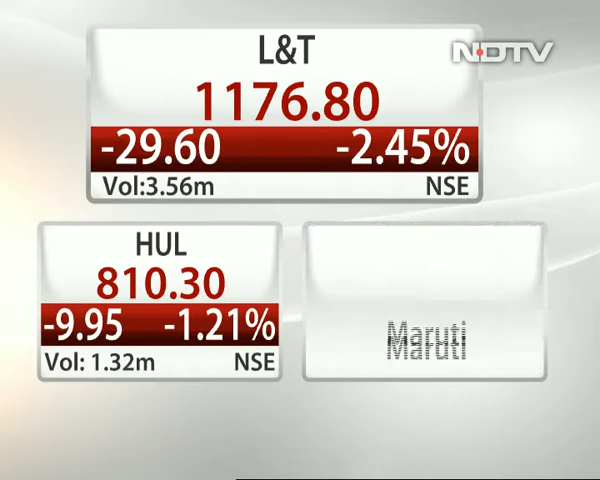 L&T
NDTV
1176.80
-29.60 -2.45%
Vol:3.56m NSE
HUL
810.30
-9.95 -1.21%
Vol: 1.32m NSE
Maruti